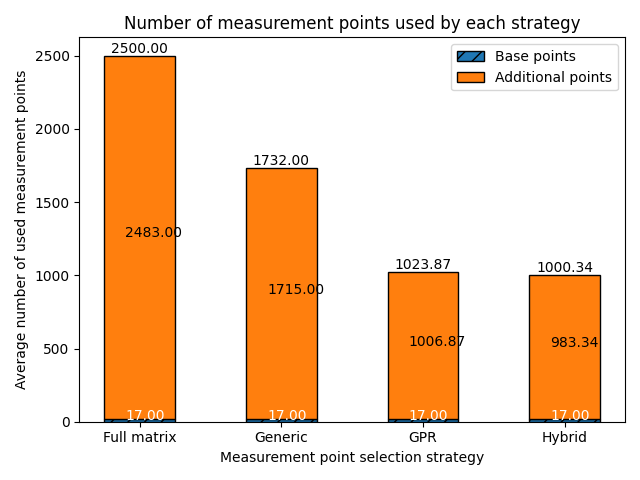 Number of measurement points used by each strategy
Average number of used measurement points
2500
2000
1500
1000
500
0
Base points
Additional points
2500.00
1732.00
1023.87
1000.34
2483.00
1715.00
1006.87
983.34
17.00
17.00
17.00
17.00
Full matrix
Generic
GPR
Hybrid
Measurement point selection strategy